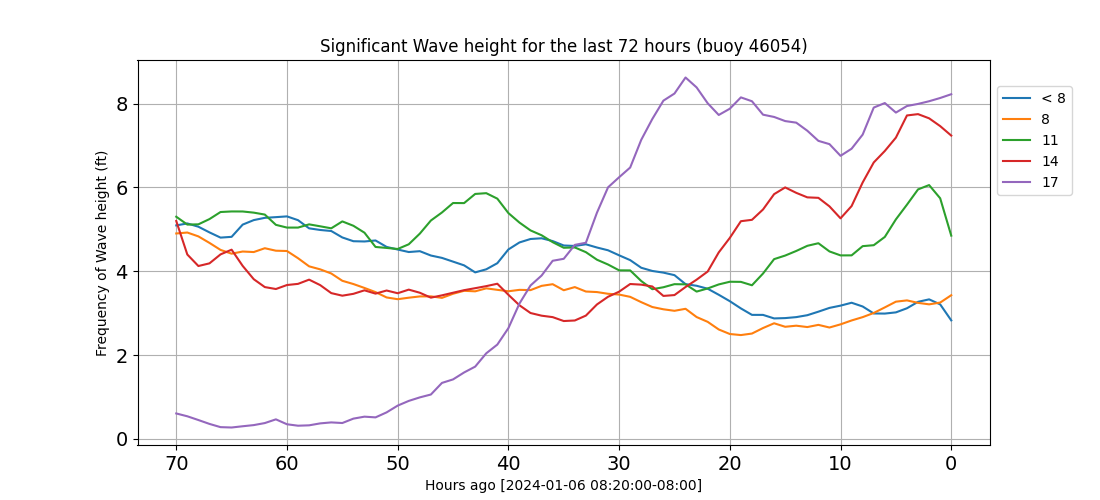 Significant Wave height for the last 72 hours (buoy 46054)
Frequency of Wave height (ft)
8
6
4
2
0
70 60 50 40 30 20 10 0
Hours ago [2024-01-06 08:20:00-08:00]
< 8
8
11
14
17